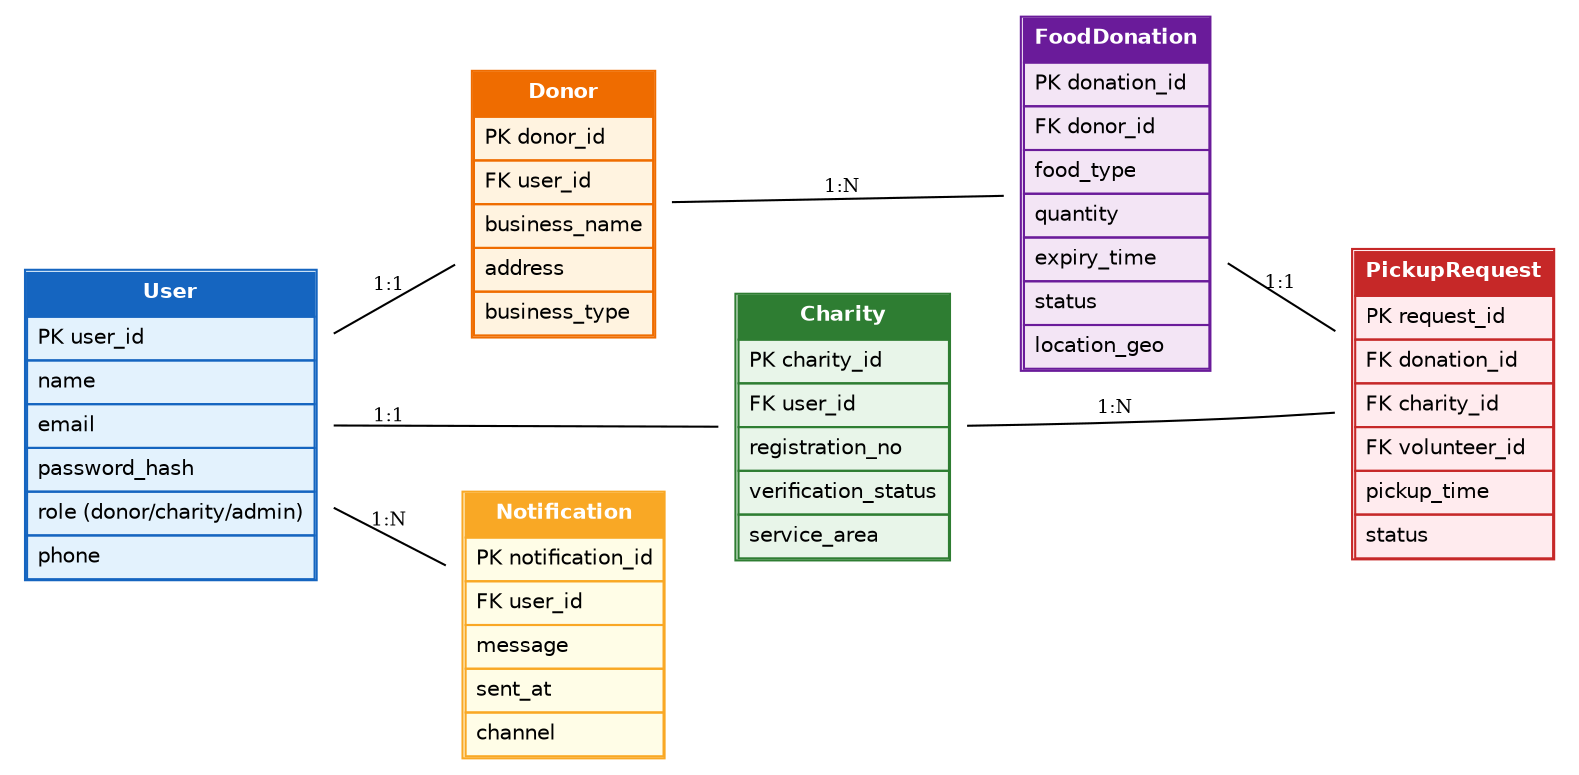 User
PK user_id
name
email
password_hash
role (donor/charity/admin)
phone
1:1
1:1
1:N
Donor
PK donor_id
FK user_id
business_name
address
business_type
Notification
PK notification_id
FK user_id
message
sent_at
channel
1:N
Charity
PK charity_id
FK user_id
registration_no
verification_status
service_area
1:N
FoodDonation
PK donation_id
FK donor_id
food_type
quantity
expiry_time
status
location_geo
1:1
PickupRequest
PK request_id
FK donation_id
FK charity_id
FK volunteer_id
pickup_time
status